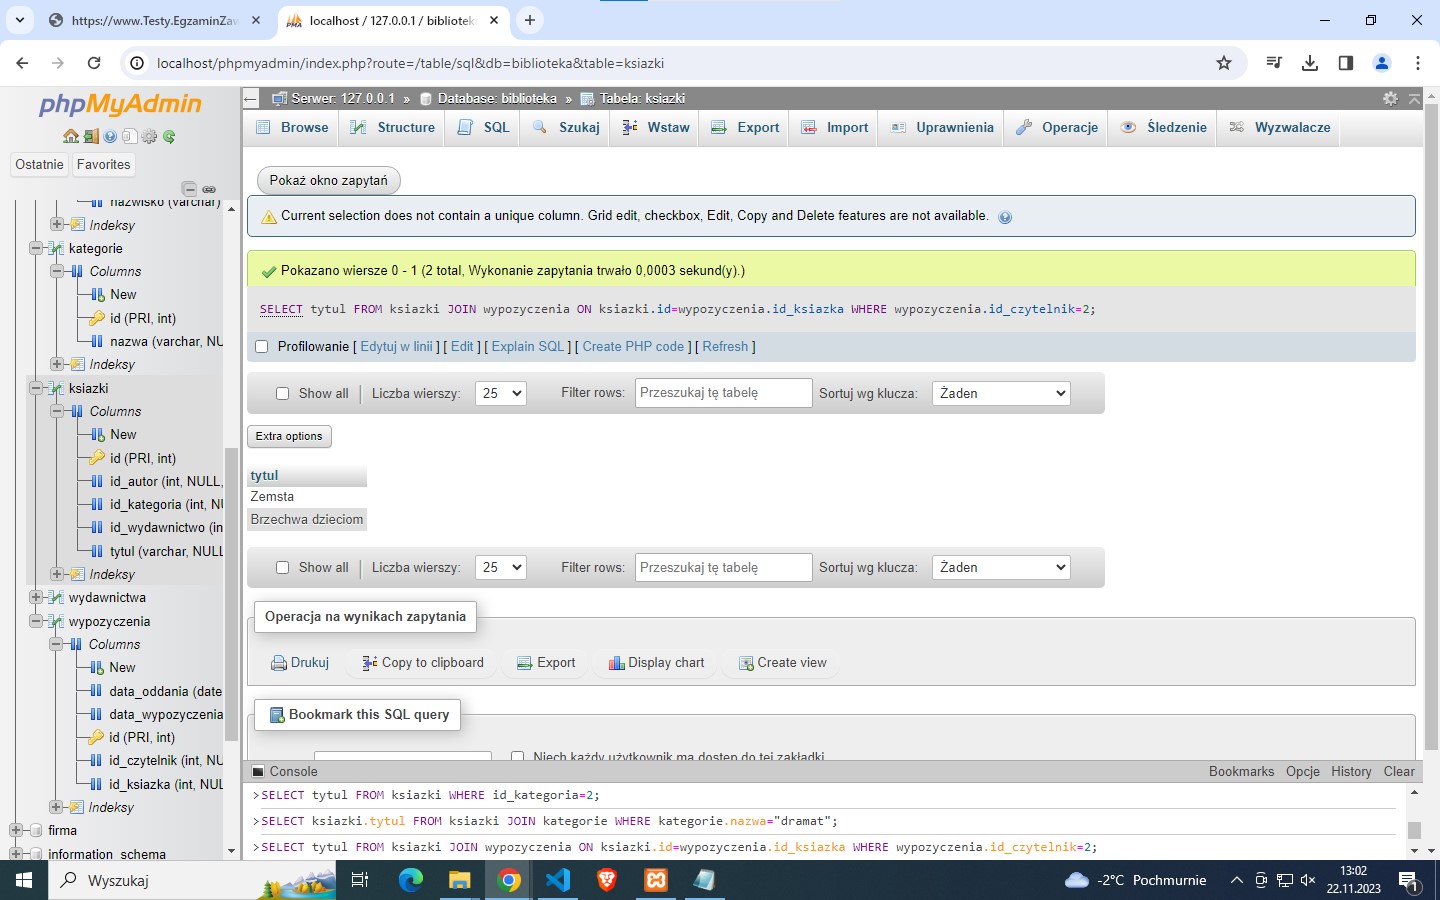 https://www.Testy.EgzaminZaw
localhost / 127.0.0.1 / biblioteka
localhost/phpmyadmin/index.php?route=/table/sql&db=biblioteka&table=ksiazki
phpMyAdmin
Ostatnie
Favorites
nazwisko (varchar)
Indeksy
kategorie
Columns
New
id (PRI, int)
nazwa (varchar, NU
Indeksy
ksiazki
Columns
New
id (PRI, int)
id_autor (int, NULL,
id_kategoria (int, NU
id_wydawnictwo (in
tytul (varchar, NULL
Indeksy
wydawnictwa
wypozyczenia
Columns
New
data_oddania (date
data_wypozyczenia
id (PRI, int)
id_czytelnik (int, NU
id_ksiazka (int, NUL
Indeksy
firma
information_schema
Serwer: 127.0.0.1 » Database: biblioteka » Tabela: ksiazki
Browse
Structure
SQL
Szukaj
Wstaw
Export
Import
Uprawnienia
Operacje
Śledzenie
Wyzwalacze
Pokaż okno zapytań
Current selection does not contain a unique column. Grid edit, checkbox, Edit, Copy and Delete features are not available.
Pokazano wiersze 0 - 1 (2 total, Wykonanie zapytania trwało 0,0003 sekund(y).)
SELECT tytul FROM ksiazki JOIN wypozyczenia ON ksiazki.id=wypozyczenia.id_ksiazka WHERE wypozyczenia.id_czytelnik=2;
Profilowanie [ Edytuj w linii ] [ Edit ] [ Explain SQL ] [ Create PHP code ] [ Refresh ]
Show all
Liczba wierszy:
25
Filter rows:
Przeszukaj tę tabelę
Sortuj wg klucza:
Żaden
Extra options
tytul
Zemsta
Brzechwa dzieciom
Show all
Liczba wierszy:
25
Filter rows:
Przeszukaj tę tabelę
Sortuj wg klucza:
Żaden
Operacja na wynikach zapytania
Drukuj
Copy to clipboard
Export
Display chart
Create view
Bookmark this SQL query
Niech każdy użytkownik ma dostęp do tej zakładki
Console
Bookmarks
Opcje
History
Clear
>SELECT tytul FROM ksiazki WHERE id_kategoria=2;
>SELECT ksiazki.tytul FROM ksiazki JOIN kategorie WHERE kategorie.nazwa="dramat";
>SELECT tytul FROM ksiazki JOIN wypozyczenia ON ksiazki.id=wypozyczenia.id_ksiazka WHERE wypozyczenia.id_czytelnik=2;
Wyszukaj
-2°C Pochmurnie
13:02
22.11.2023
1